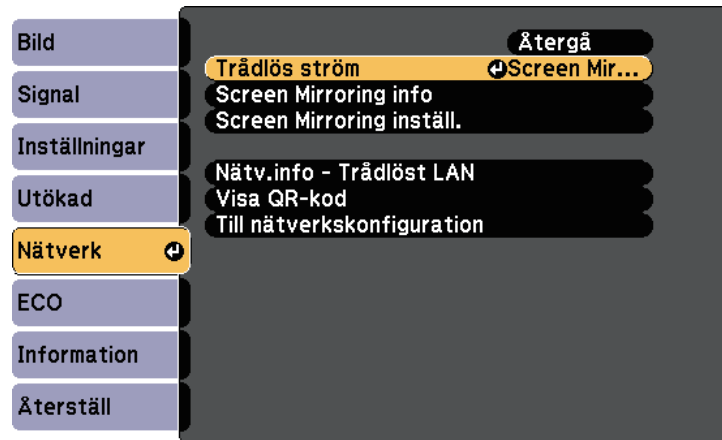 Bild
Signal
Inställningar
Utökad
Nätverk
ECO
Information
Återställ
Återgå
Trådlös ström Screen Mir...
Screen Mirroring info
Screen Mirroring inställ.
Nätv.info - Trådlöst LAN
Visa QR-kod
Till nätverkskonfiguration